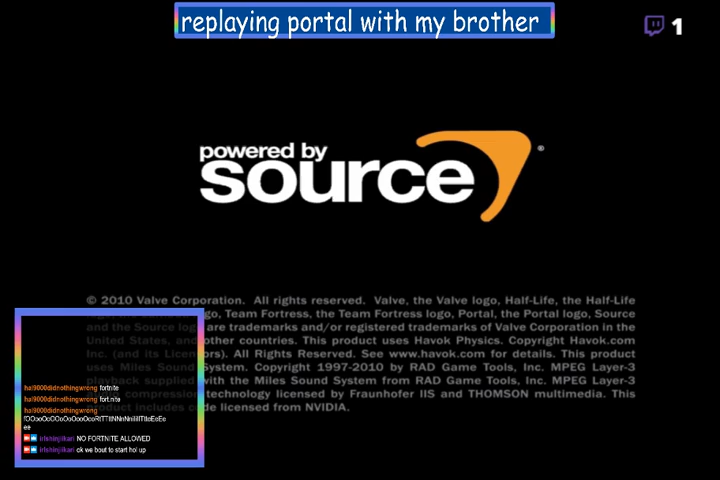 replaying portal with my brother
1
powered by
source
®
© 2010 Valve Corporation. All rights reserved. Valve, the Valve logo, Half-Life, the Half-Life
go, Team Fortress, the Team Fortress logo, Portal, the Portal logo, Source
and the Source logo are trademarks and/or registered trademarks of Valve Corporation in the
United States, and other countries. This product uses Havok Physics. Copyright Havok.com
Inc. (and its Licensors). All Rights Reserved. See www.havok.com for details. This product
uses Miles Sound System. Copyright 1997-2010 by RAD Game Tools, Inc. MPEG Layer-3
playback supplied with the Miles Sound System from RAD Game Tools, Inc. MPEG Layer-3
audio compression technology licensed by Fraunhofer IIS and THOMSON multimedia. This
product includes code licensed from NVIDIA.
hal9000didnothingwrong fortnite
hal9000didnothingwrong fortnite
hal9000didnothingwrong
irishinjiikari NO FORTNITE ALLOWED
irishinjiikari ok we bout to start hol up